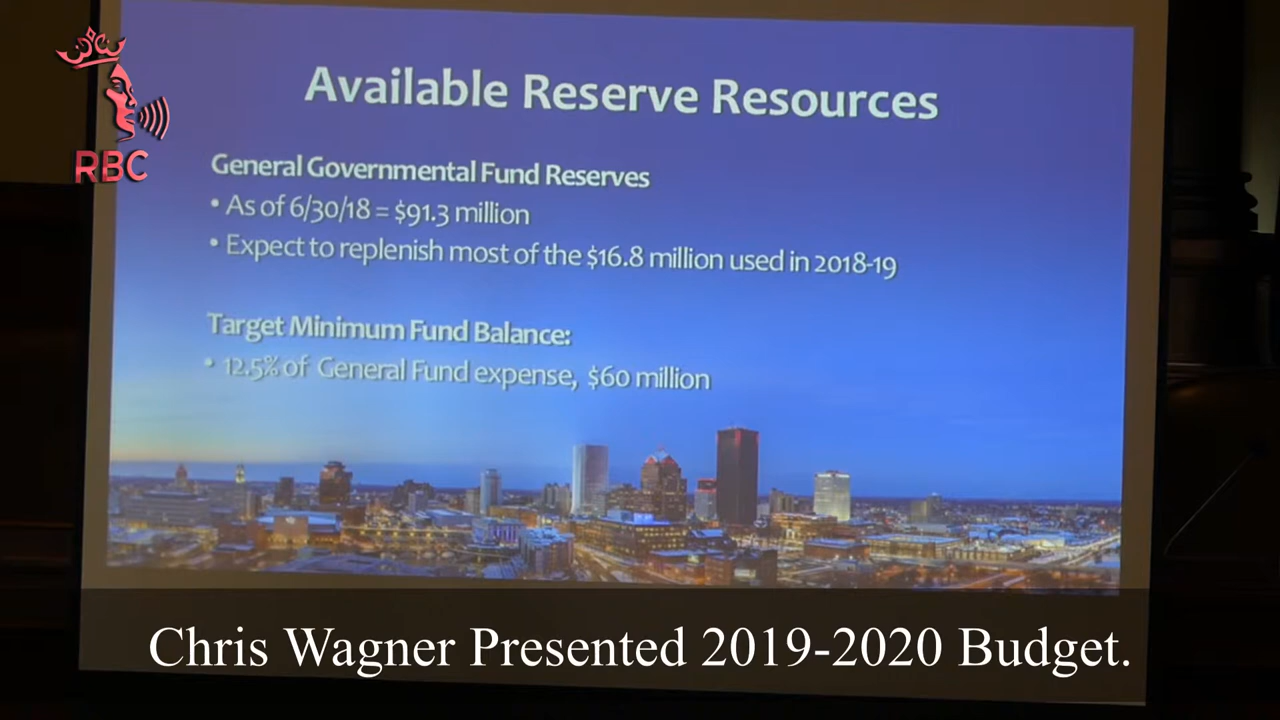 RBC
Available Reserve Resources
General Governmental Fund Reserves
• As of 6/30/18 = $91.3 million
• Expect to replenish most of the $16.8 million used in 2018-19
Target Minimum Fund Balance:
• 12.5% of General Fund expense, $60 million
Chris Wagner Presented 2019-2020 Budget.